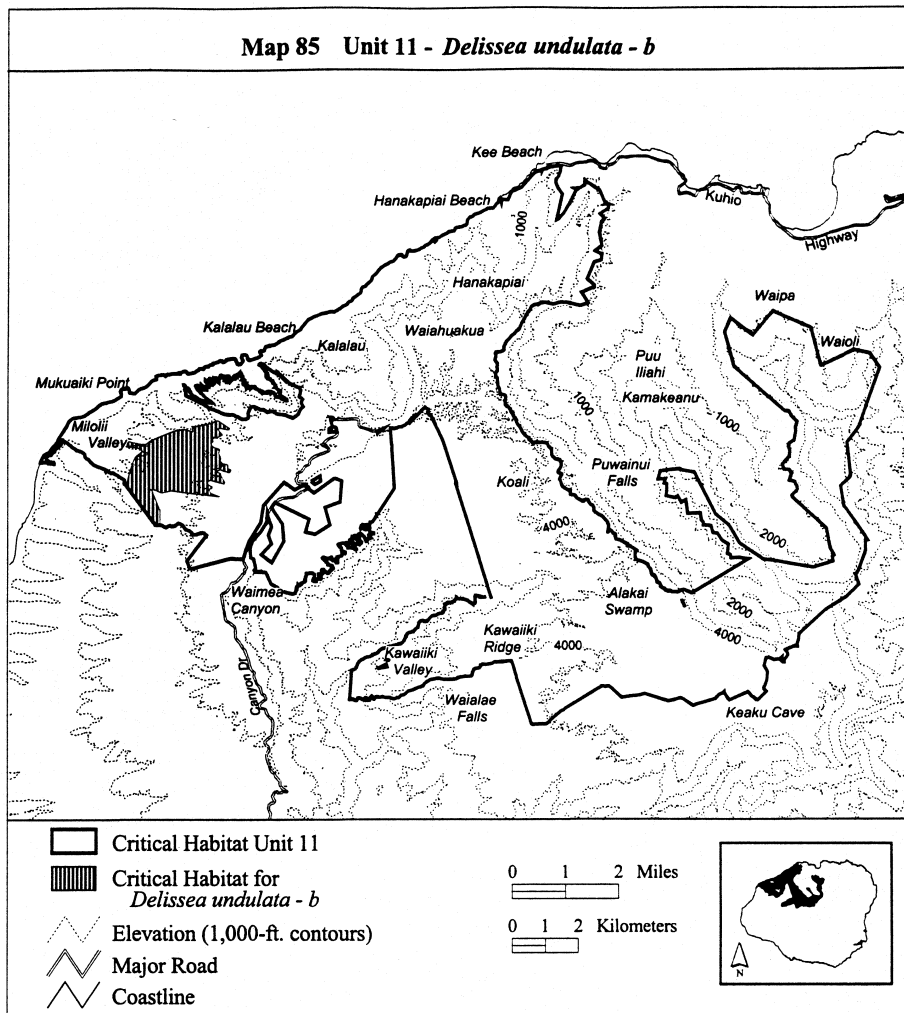 Map 85 Unit 11 - Delissea undulata - b
Kee Beach
Hanakapiai Beach
Kuhio
Highway
1000
Hanakapiai
Waipa
Kalalau Beach
Kalalau
Waiahuakua
Waioli
Puu
Iliahi
Mukuaiki Point
Kamakeanu
1000
1000
Milolii
Valley
Puwainui
Falls
Koali
4000
2000
Waimea
Canyon
Alakai
Swamp
2000
4000
Kawaiiki
Ridge
4000
Kawaiiki
Valley
Canyon Dr
Waialae
Falls
Keaku Cave
Critical Habitat Unit 11
Critical Habitat for
Delissea undulata - b
Elevation (1,000-ft. contours)
Major Road
Coastline
0 1 2 Miles
0 1 2 Kilometers
N